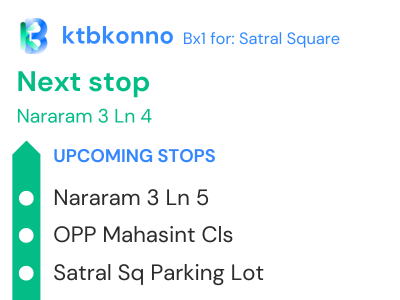 ktbkonno Bx1 for: Satral Square
Next stop
Nararam 3 Ln 4
UPCOMING STOPS
Nararam 3 Ln 5
OPP Mahasint Cls
Satral Sq Parking Lot